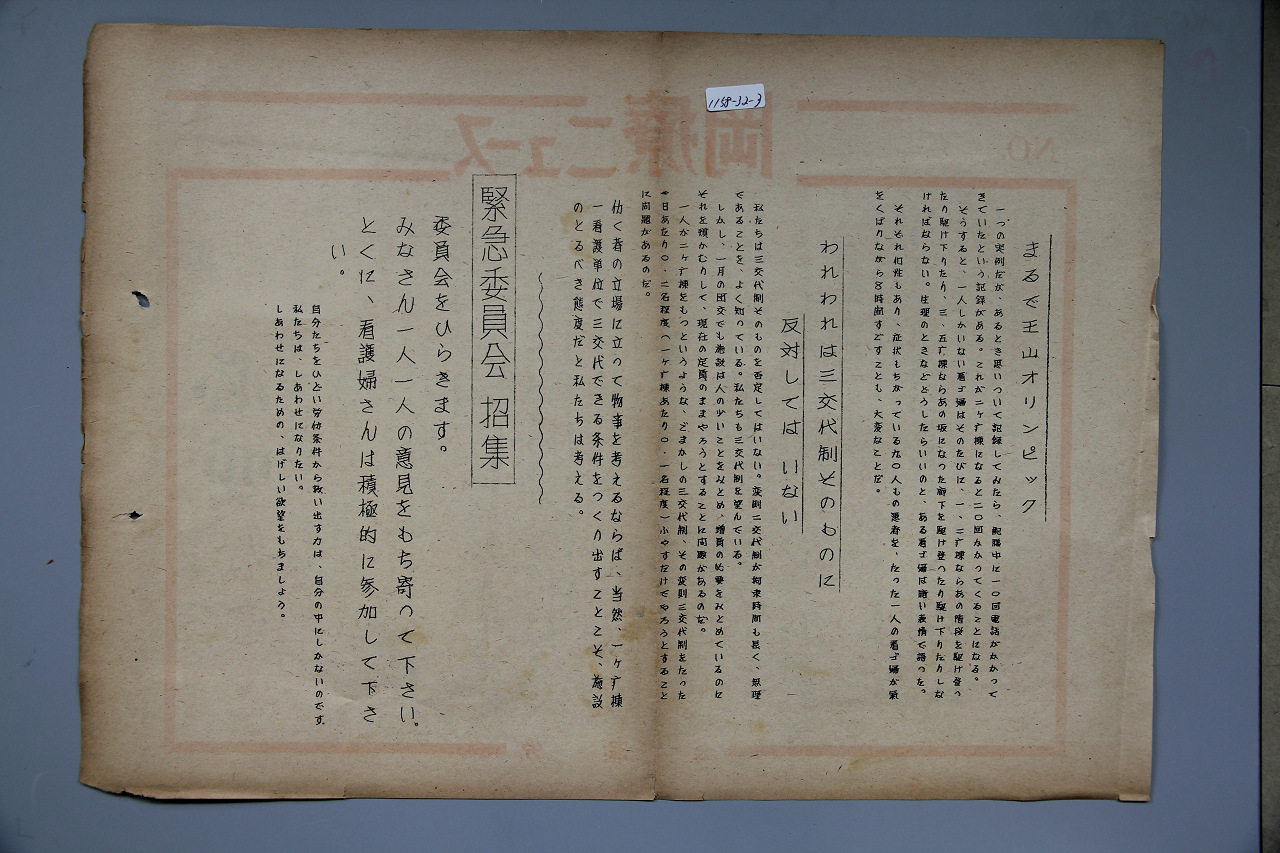 1158-32-3
岡療ニュース
NO.
まるで王山オリンピック
一つの実例だが、あるとき思いついて記録してみたら、配膳中に一〇回電話がかかって
きていたという記録がある。これが二ヶ病棟になると二〇回かかってくることになる。
そうすると、一人しかいない看ゴ婦はそのたびに、一、二病棟ならあの階段を駆け登っ
たり駆け下りたり、三、五病棟ならあの坂になった廊下を駆け登ったり駆け下りたりしな
ければならない。生理のときなどどうしたらいいのと、ある看ゴ婦は暗い表情で語った。
それぞれ個性もあり、症状もちがっている九〇人もの患者を、たった一人の看ゴ婦が気
をくばりながら8時間すごすことも、大変なことだ。
われわれは三交代制そのものに
反対しては いない
私たちは三交代制そのものを否定してはいない。変則二交代制が拘束時間も長く、無理
であることを、よく知っている。私たちも三交代制を望んでいる。
しかし、一月の団交でも施設は人の少いことをみとめ、増員の必要をみとめているのに
それを頬かむりして、現在の定員のままやろうとすることに問題があるのだ。
一人が二ヶ病棟をもつというような、ごまかしの三交代制、その変則三交代制をたった
一日あたり〇・二名程度(一ヶ病棟あたり〇・一名程度)ふやすだけでやろうとすること
に問題があるのだ。
働く者の立場に立って物事を考えるならば、当然、一ヶ病棟
一看護単位で三交代できる条件をつくり出すことこそ、施設
のとるべき態度だと私たちは考える。
緊急委員会 招集
委員会をひらきます。
みなさん一人一人の意見をもち寄って下さい。
とくに、看護婦さんは積極的に参加して下さ
い。
自分たちをひどい労働条件から救い出す力は、自分の中にしかないのです。
私たちは、しあわせになりたい。
しあわせになるための、はげしい欲望をもちましょう。